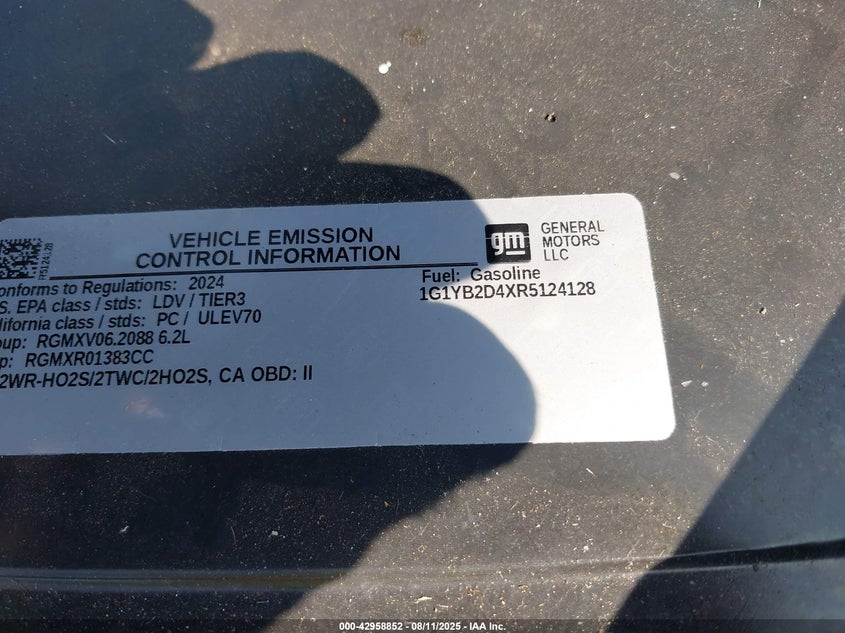 VEHICLE EMISSION
CONTROL INFORMATION
gm
GENERAL
MOTORS
LLC
R5124128
onforms to Regulations: 2024
S. EPA class / stds: LDV / TIER3
alifornia class / stds: PC / ULEV70
oup: RGMXV06.2088 6.2L
p: RGMXR01383CC
2WR-HO2S/2TWC/2HO2S, CA OBD: II
Fuel: Gasoline
1G1YB2D4XR5124128
000-42958852 - 08/11/2025 - IAA Inc.